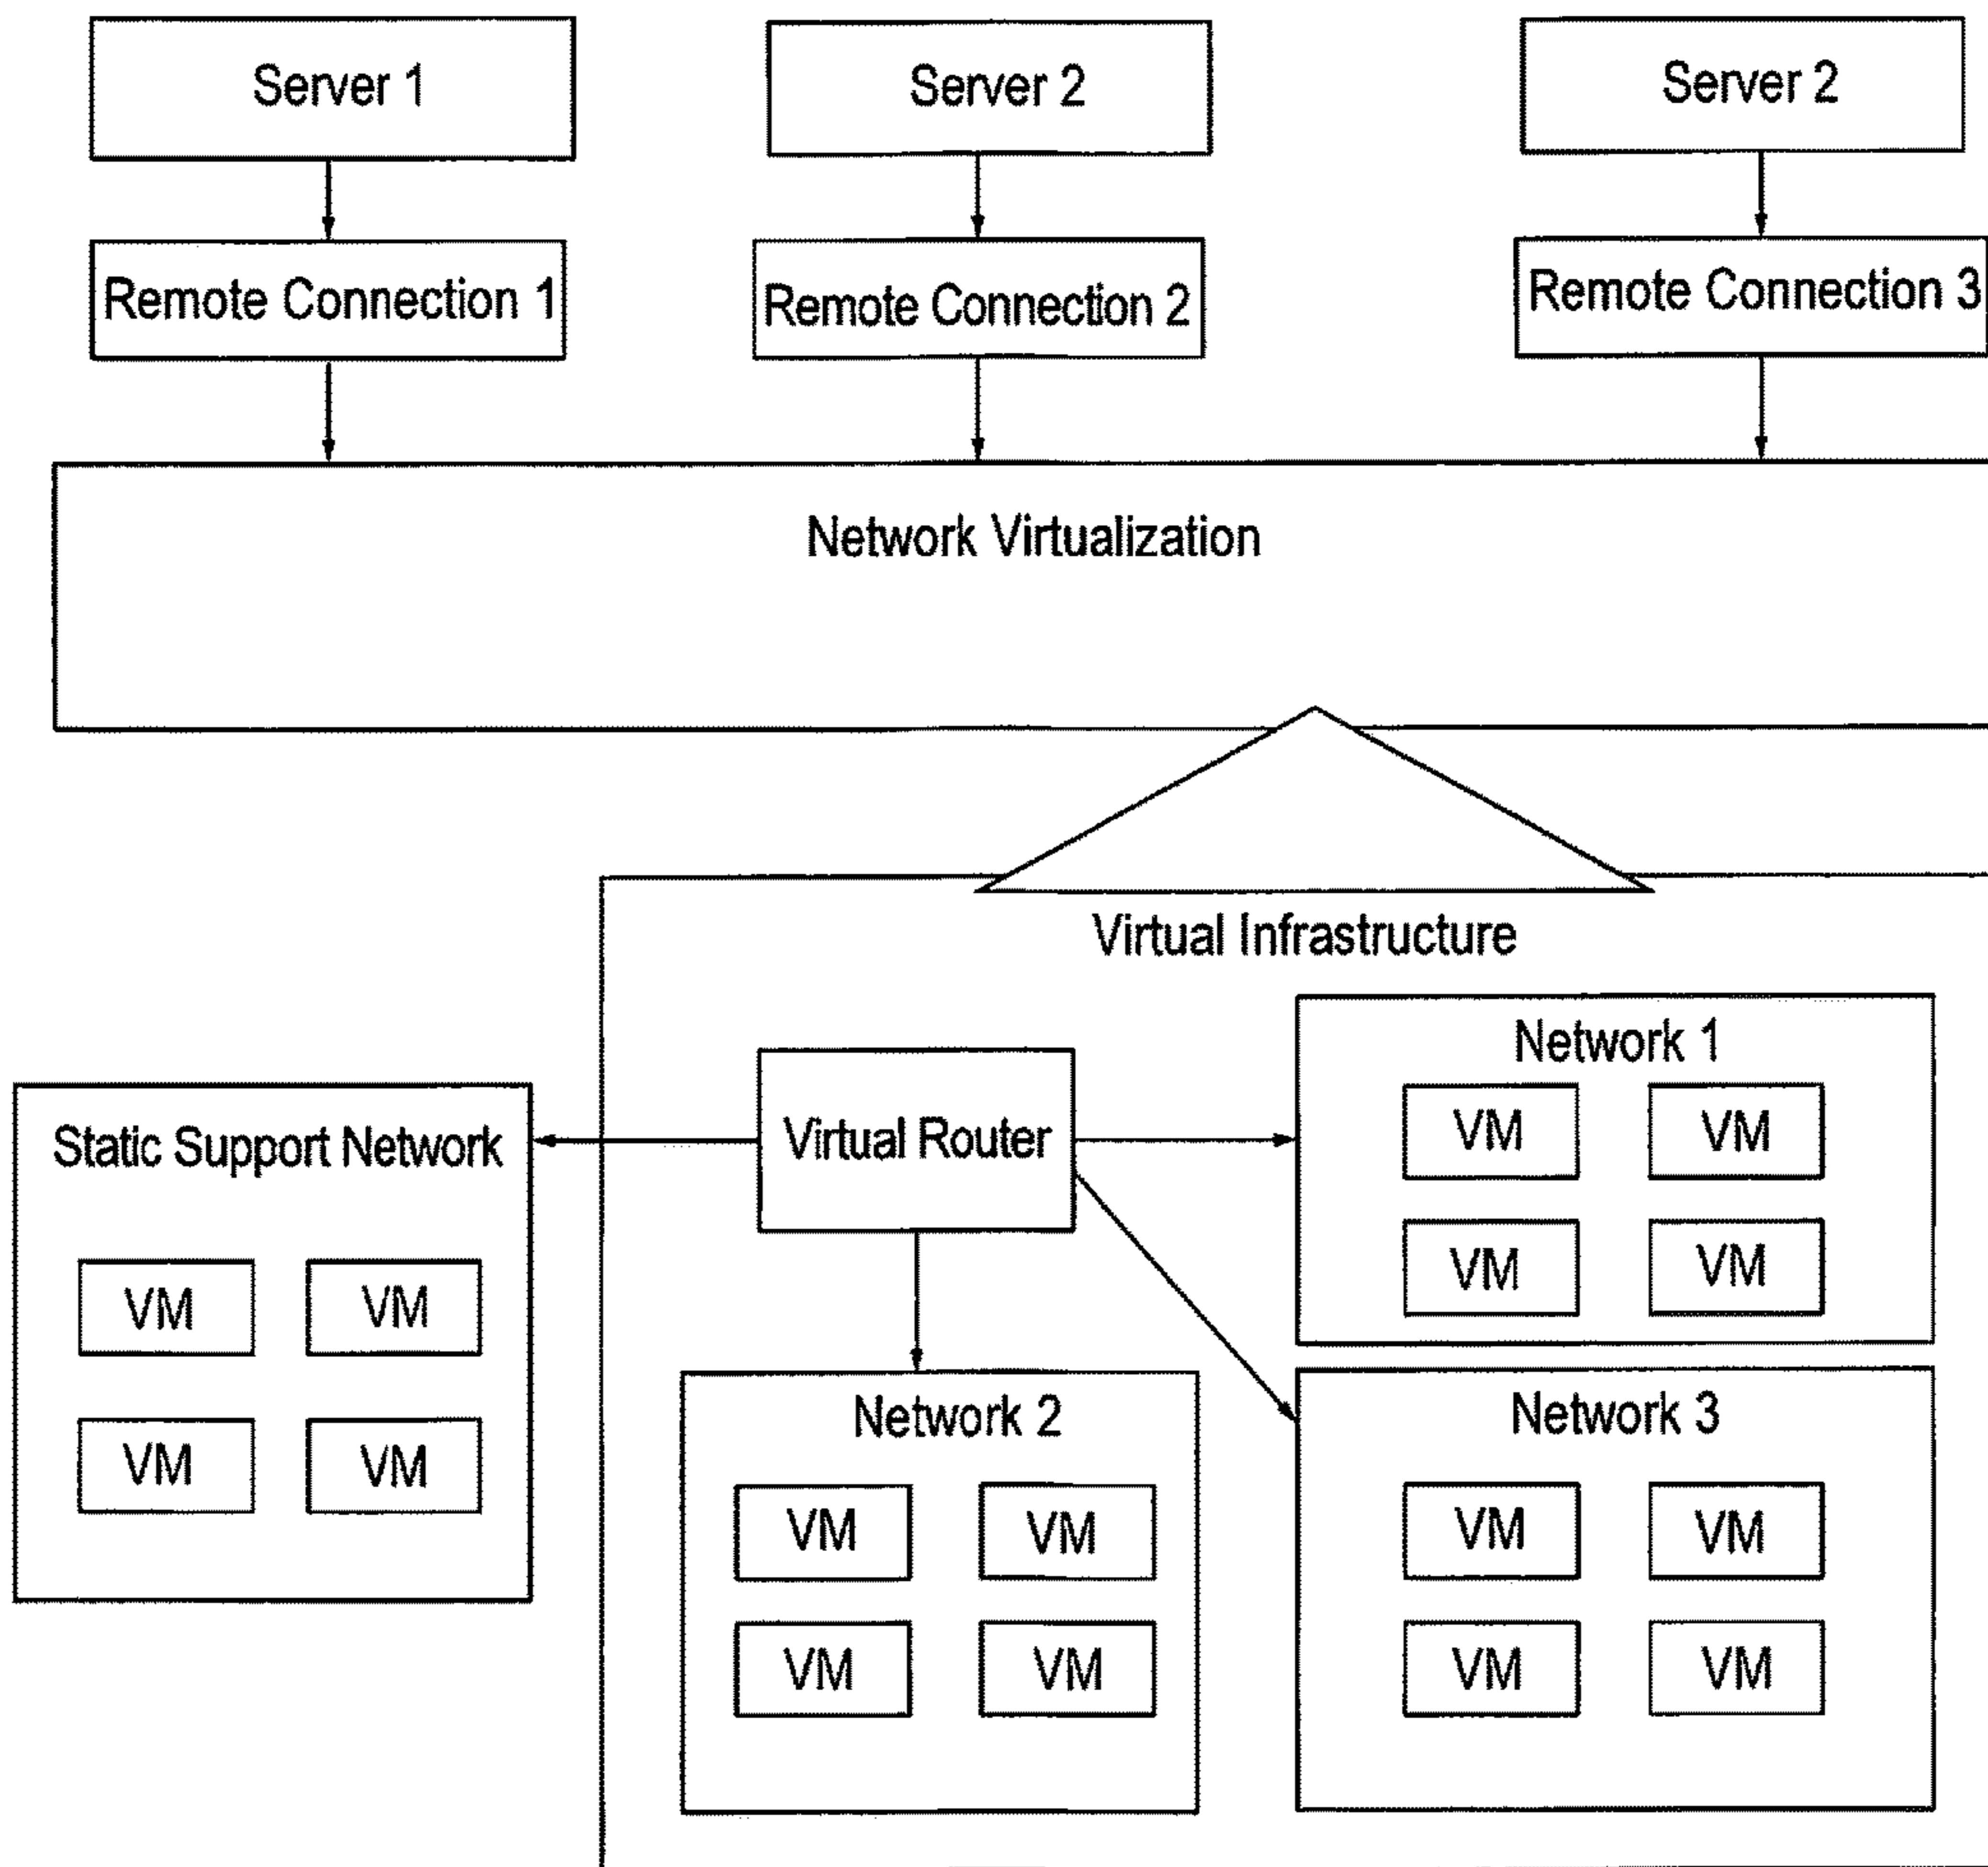 Server 1
Server 2
Server 2
Remote Connection 1
Remote Connection 2
Remote Connection 3
Network Virtualization
Virtual Infrastructure
Static Support Network
VM
VM
VM
VM
Virtual Router
Network 1
VM
VM
VM
VM
Network 2
VM
VM
VM
VM
Network 3
VM
VM
VM
VM